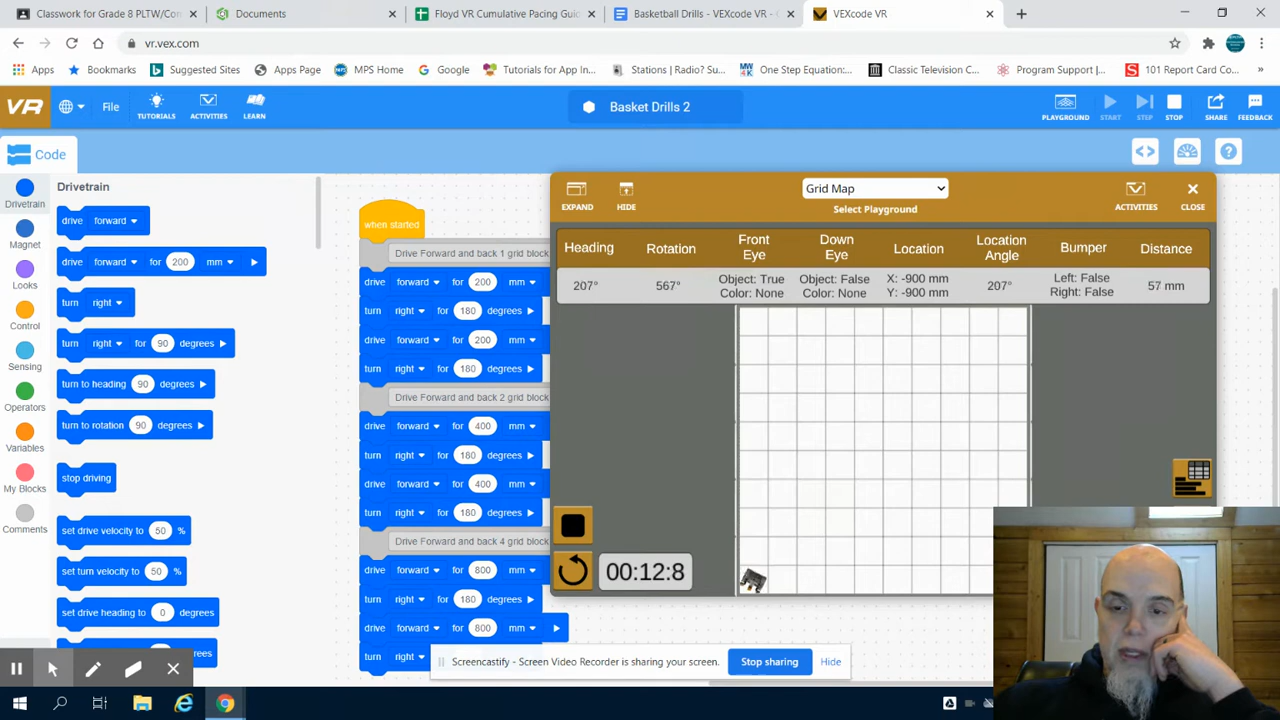 Classwork for Grade 8 PLTW/Con
Documents
Floyd VR Cumulative Pacing Guid
Basketball Drills - VEXcode VR - G
VEXcode VR
vr.vex.com
Apps
Bookmarks
Suggested Sites
Apps Page
MPS Home
Google
Tutorials for App In...
Stations | Radio? Su...
One Step Equation:...
Classic Television C...
Program Support |...
101 Report Card Co...
VR
File
TUTORIALS
ACTIVITIES
LEARN
Basket Drills 2
PLAYGROUND
START
STEP
STOP
SHARE
FEEDBACK
Code
Drivetrain
Magnet
Looks
Control
Sensing
Operators
Variables
My Blocks
Comments
Drivetrain
drive forward
drive forward for 200 mm
turn right
turn right for 90 degrees
turn to heading 90 degrees
turn to rotation 90 degrees
stop driving
set drive velocity to 50 %
set turn velocity to 50 %
set drive heading to 0 degrees
degrees
when started
Drive Forward and back 1 grid block
drive forward for 200 mm
turn right for 180 degrees
drive forward for 200 mm
turn right for 180 degrees
Drive Forward and back 2 grid block
drive forward for 400 mm
turn right for 180 degrees
drive forward for 400 mm
turn right for 180 degrees
Drive Forward and back 4 grid block
drive forward for 800 mm
turn right for 180 degrees
drive forward for 800 mm
turn right
EXPAND
HIDE
Grid Map
Select Playground
ACTIVITIES
CLOSE
Heading
Rotation
Front Eye
Down Eye
Location
Location Angle
Bumper
Distance
207°
567°
Object: True
Color: None
Object: False
Color: None
X: -900 mm
Y: -900 mm
207°
Left: False
Right: False
57 mm
00:12:8
Screencastify - Screen Video Recorder is sharing your screen.
Stop sharing
Hide